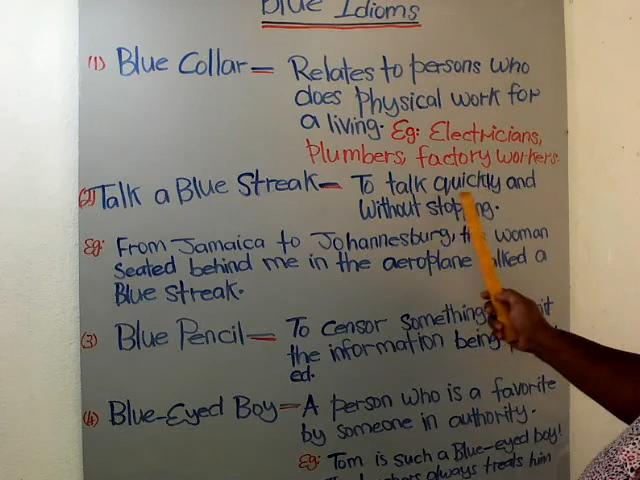 Blue Idioms
(1) Blue Collar = Relates to persons who
does physical work for
a living. Eg: Electricians,
Plumbers, factory workers.
(2) Talk a Blue Streak - To talk quickly and
without stopping.
Eg: From Jamaica to Johannesburg, woman
Seated behind me in the aeroplane a
Blue streak.
(3) Blue Pencil = To censor something
the information being
ed.
(4) Blue-Eyed Boy - A person who is a favorite
by someone in authority.
Eg: Tom is such a Blue-eyed boy!
always treats him